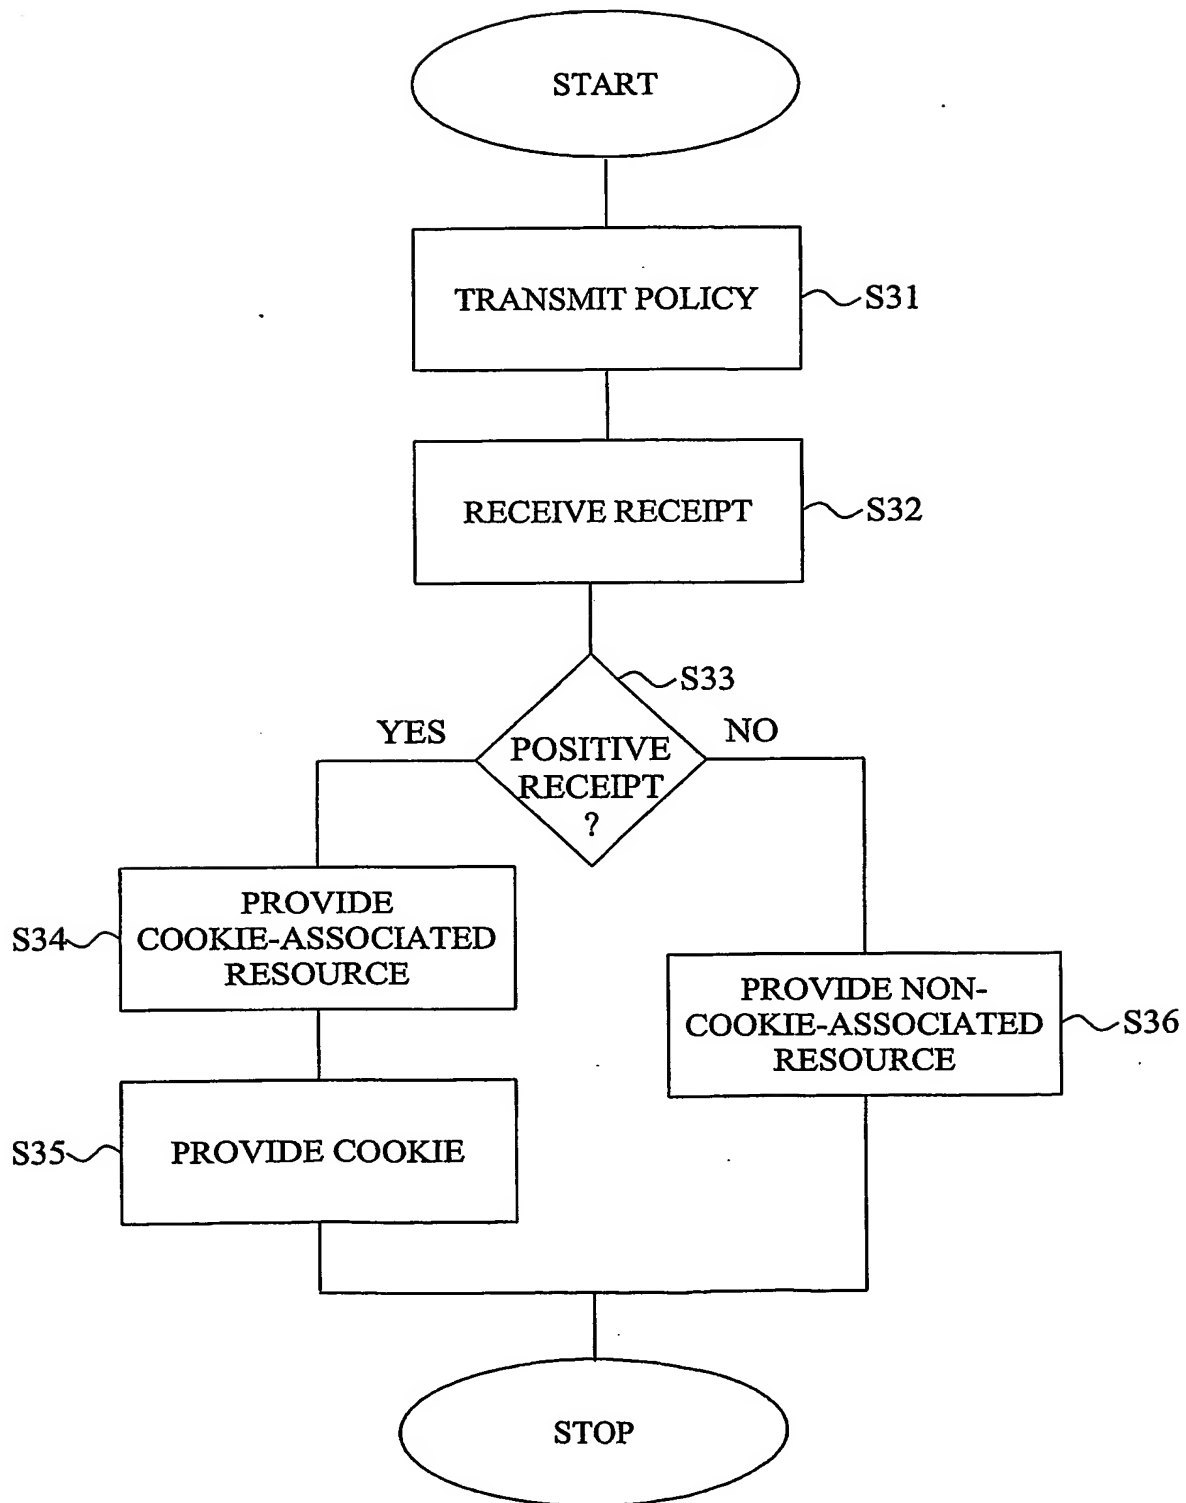 START
TRANSMIT POLICY
S31
RECEIVE RECEIPT
S32
S33
YES
NO
POSITIVE
RECEIPT
?
S34
PROVIDE
COOKIE-ASSOCIATED
RESOURCE
PROVIDE NON-
COOKIE-ASSOCIATED
RESOURCE
S36
S35
PROVIDE COOKIE
STOP